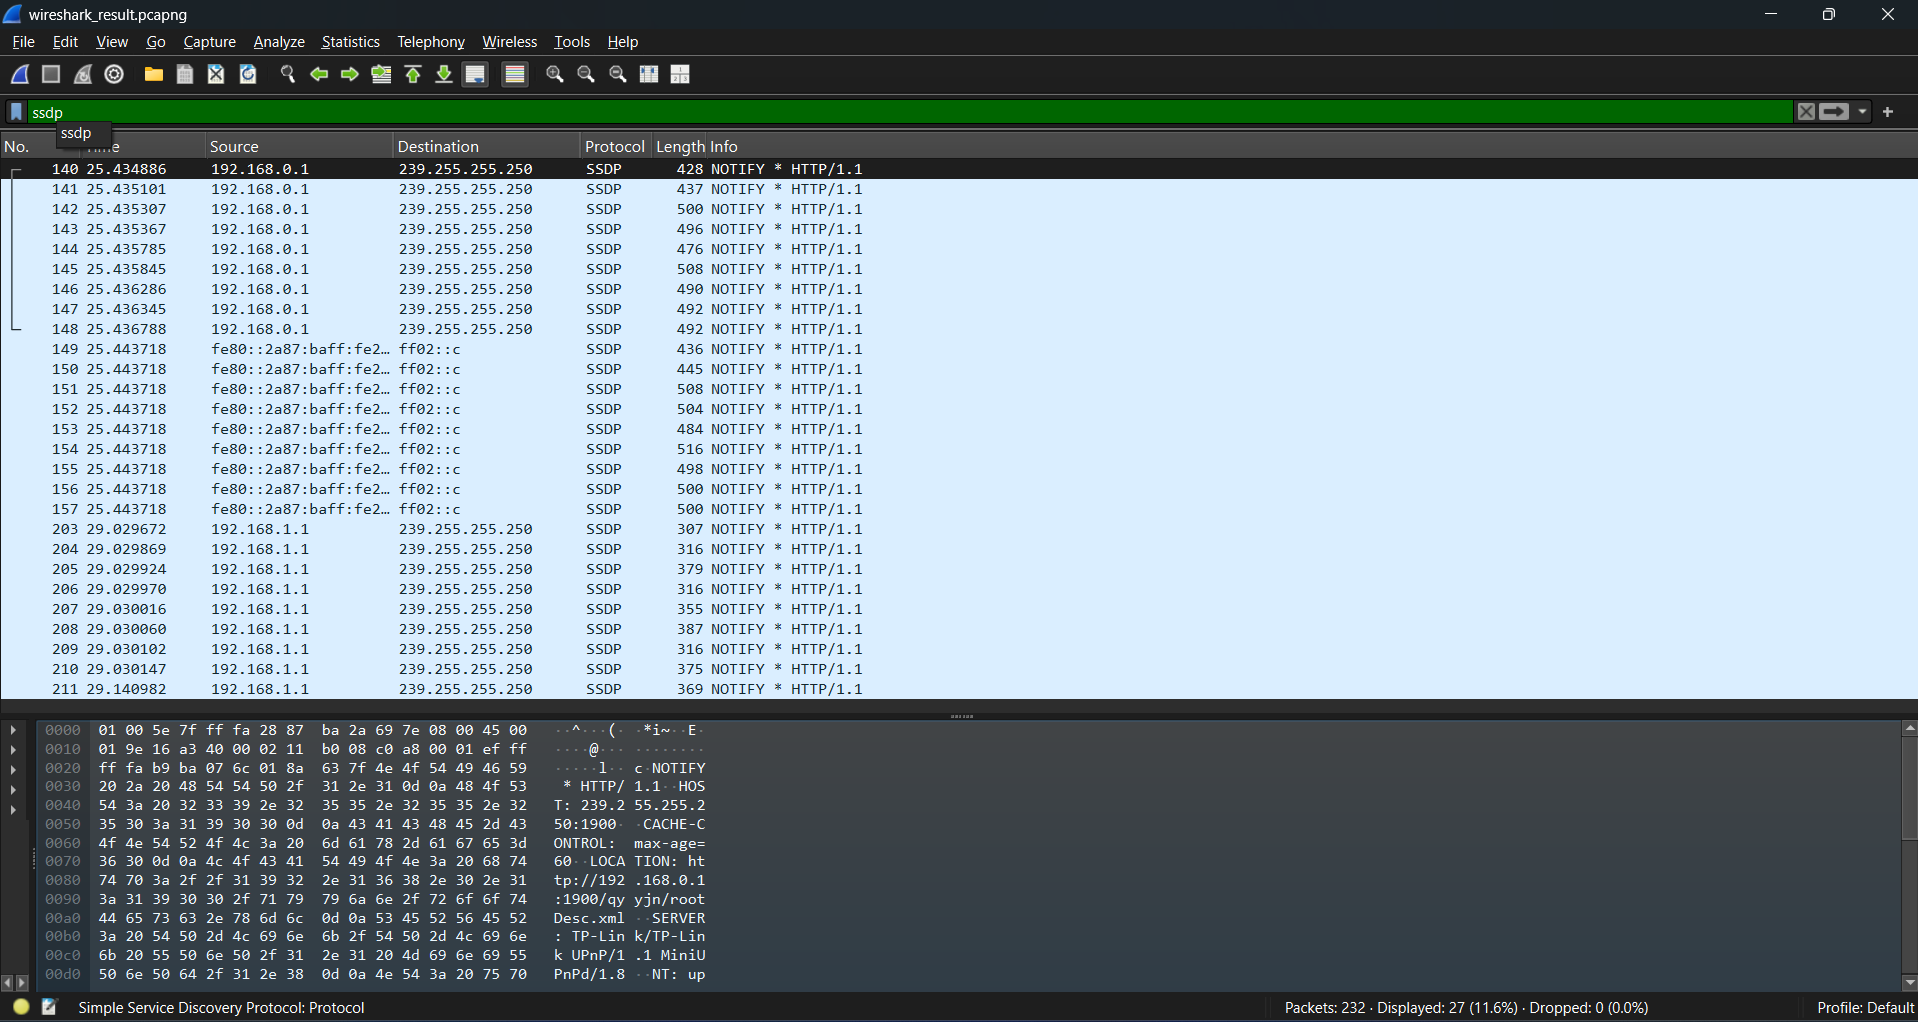 wireshark_result.pcapng
File Edit View Go Capture Analyze Statistics Telephony Wireless Tools Help
ssdp
ssdp
No. Source Destination Protocol Length Info
140 25.434886 192.168.0.1 239.255.255.250 SSDP 428 NOTIFY * HTTP/1.1
141 25.435101 192.168.0.1 239.255.255.250 SSDP 437 NOTIFY * HTTP/1.1
142 25.435307 192.168.0.1 239.255.255.250 SSDP 500 NOTIFY * HTTP/1.1
143 25.435367 192.168.0.1 239.255.255.250 SSDP 496 NOTIFY * HTTP/1.1
144 25.435785 192.168.0.1 239.255.255.250 SSDP 476 NOTIFY * HTTP/1.1
145 25.435845 192.168.0.1 239.255.255.250 SSDP 508 NOTIFY * HTTP/1.1
146 25.436286 192.168.0.1 239.255.255.250 SSDP 490 NOTIFY * HTTP/1.1
147 25.436345 192.168.0.1 239.255.255.250 SSDP 492 NOTIFY * HTTP/1.1
148 25.436788 192.168.0.1 239.255.255.250 SSDP 492 NOTIFY * HTTP/1.1
149 25.443718 fe80::2a87:baff:fe2… ff02::c SSDP 436 NOTIFY * HTTP/1.1
150 25.443718 fe80::2a87:baff:fe2… ff02::c SSDP 445 NOTIFY * HTTP/1.1
151 25.443718 fe80::2a87:baff:fe2… ff02::c SSDP 508 NOTIFY * HTTP/1.1
152 25.443718 fe80::2a87:baff:fe2… ff02::c SSDP 504 NOTIFY * HTTP/1.1
153 25.443718 fe80::2a87:baff:fe2… ff02::c SSDP 484 NOTIFY * HTTP/1.1
154 25.443718 fe80::2a87:baff:fe2… ff02::c SSDP 516 NOTIFY * HTTP/1.1
155 25.443718 fe80::2a87:baff:fe2… ff02::c SSDP 498 NOTIFY * HTTP/1.1
156 25.443718 fe80::2a87:baff:fe2… ff02::c SSDP 500 NOTIFY * HTTP/1.1
157 25.443718 fe80::2a87:baff:fe2… ff02::c SSDP 500 NOTIFY * HTTP/1.1
203 29.029672 192.168.1.1 239.255.255.250 SSDP 307 NOTIFY * HTTP/1.1
204 29.029869 192.168.1.1 239.255.255.250 SSDP 316 NOTIFY * HTTP/1.1
205 29.029924 192.168.1.1 239.255.255.250 SSDP 379 NOTIFY * HTTP/1.1
206 29.029970 192.168.1.1 239.255.255.250 SSDP 316 NOTIFY * HTTP/1.1
207 29.030016 192.168.1.1 239.255.255.250 SSDP 355 NOTIFY * HTTP/1.1
208 29.030060 192.168.1.1 239.255.255.250 SSDP 387 NOTIFY * HTTP/1.1
209 29.030102 192.168.1.1 239.255.255.250 SSDP 316 NOTIFY * HTTP/1.1
210 29.030147 192.168.1.1 239.255.255.250 SSDP 375 NOTIFY * HTTP/1.1
211 29.140982 192.168.1.1 239.255.255.250 SSDP 369 NOTIFY * HTTP/1.1
0000 01 00 5e 7f ff fa 28 87 ba 2a 69 7e 08 00 45 00 ··^···(· ·*i~··E·
0010 01 9e 16 a3 40 00 02 11 b0 08 c0 a8 00 01 ef ff ····@··· ········
0020 ff fa b9 ba 07 6c 01 8a 63 7f 4e 4f 54 49 46 59 ·····l·· c·NOTIFY
0030 20 2a 20 48 54 54 50 2f 31 2e 31 0d 0a 48 4f 53 * HTTP/ 1.1··HOS
0040 54 3a 20 32 33 39 2e 32 35 35 2e 32 35 35 2e 32 T: 239.2 55.255.2
0050 35 30 3a 31 39 30 30 0d 0a 43 41 43 48 45 2d 43 50:1900· ·CACHE-C
0060 4f 4e 54 52 4f 4c 3a 20 6d 61 78 2d 61 67 65 3d ONTROL: max-age=
0070 36 30 0d 0a 4c 4f 43 41 54 49 4f 4e 3a 20 68 74 60··LOCA TION: ht
0080 74 70 3a 2f 2f 31 39 32 2e 31 36 38 2e 30 2e 31 tp://192 .168.0.1
0090 3a 31 39 30 30 2f 71 79 79 6a 6e 2f 72 6f 6f 74 :1900/qy yjn/root
00a0 44 65 73 63 2e 78 6d 6c 0d 0a 53 45 52 56 45 52 Desc.xml ··SERVER
00b0 3a 20 54 50 2d 4c 69 6e 6b 2f 54 50 2d 4c 69 6e : TP-Lin k/TP-Lin
00c0 6b 20 55 50 6e 50 2f 31 2e 31 20 4d 69 6e 69 55 k UPnP/1 .1 MiniU
00d0 50 6e 50 64 2f 31 2e 38 0d 0a 4e 54 3a 20 75 70 PnPd/1.8 ··NT: up
Simple Service Discovery Protocol: Protocol Packets: 232 · Displayed: 27 (11.6%) · Dropped: 0 (0.0%) Profile: Default